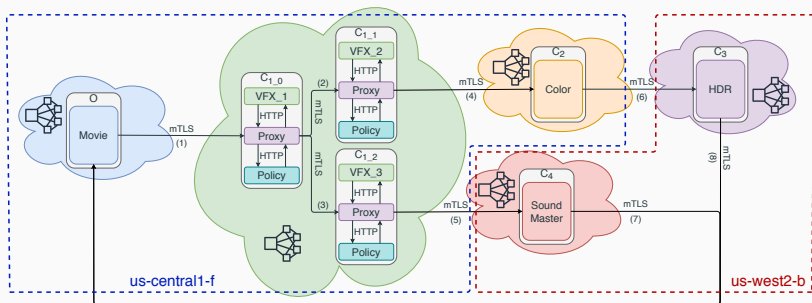 O
Movie
mTLS
(1)
C1_0
VFX_1
HTTP
Proxy
HTTP
Policy
(2)
mTLS
mTLS
(3)
C1_1
VFX_2
HTTP
Proxy
HTTP
Policy
C1_2
VFX_3
HTTP
Proxy
HTTP
Policy
mTLS
(4)
C2
Color
mTLS
(6)
C3
HDR
mTLS
(8)
mTLS
(5)
C4
Sound
Master
mTLS
(7)
us-central1-f
us-west2-b